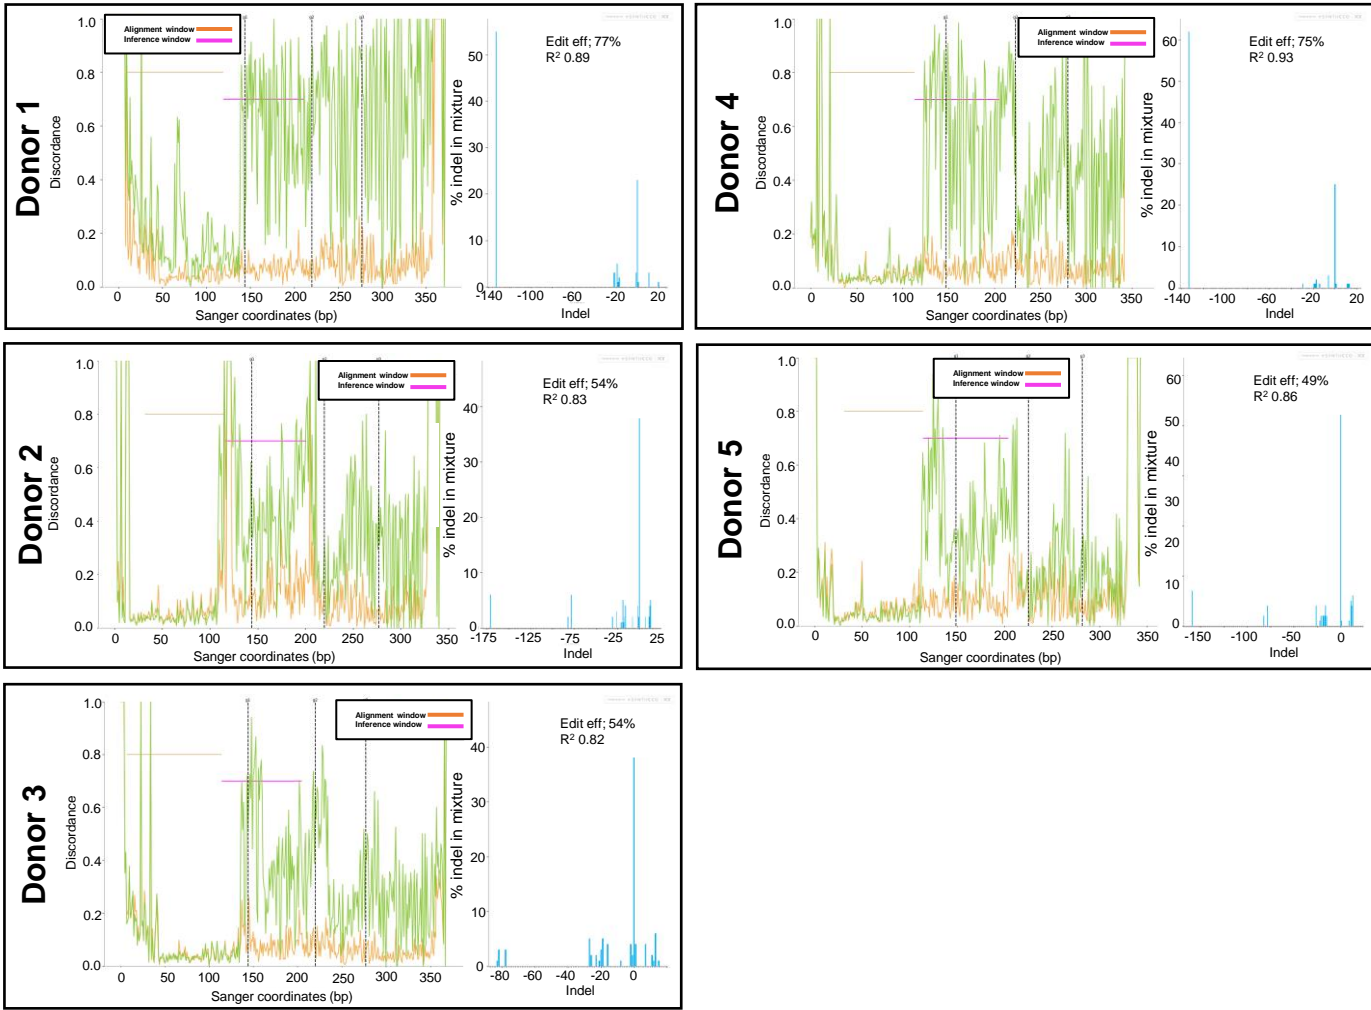 Donor 1
Discordance
1.0
0.8
0.6
0.4
0.2
0.0
Alignment window
Inference window
0 50 100 150 200 250 300 350
Sanger coordinates (bp)
% indel in mixture
50
40
30
20
10
0
Edit eff; 77%
R² 0.89
-140 -100 -60 -20 20
Indel
Donor 4
Discordance
1.0
0.8
0.6
0.4
0.2
0.0
Alignment window
Inference window
0 50 100 150 200 250 300 350
Sanger coordinates (bp)
% indel in mixture
60
50
40
30
20
10
0
Edit eff; 75%
R² 0.93
-140 -100 -60 -20 20
Indel
Donor 2
Discordance
1.0
0.8
0.6
0.4
0.2
0.0
Alignment window
Inference window
0 50 100 150 200 250 300 350
Sanger coordinates (bp)
% indel in mixture
40
30
20
10
0
Edit eff; 54%
R² 0.83
-175 -125 -75 -25 25
Indel
Donor 5
Discordance
1.0
0.8
0.6
0.4
0.2
0.0
Alignment window
Inference window
0 50 100 150 200 250 300 350
Sanger coordinates (bp)
% indel in mixture
60
50
40
30
20
10
0
Edit eff; 49%
R² 0.86
-150 -100 -50 0
Indel
Donor 3
Discordance
1.0
0.8
0.6
0.4
0.2
0.0
Alignment window
Inference window
0 50 100 150 200 250 300 350
Sanger coordinates (bp)
% indel in mixture
40
30
20
10
0
Edit eff; 54%
R² 0.82
-80 -60 -40 -20 0
Indel